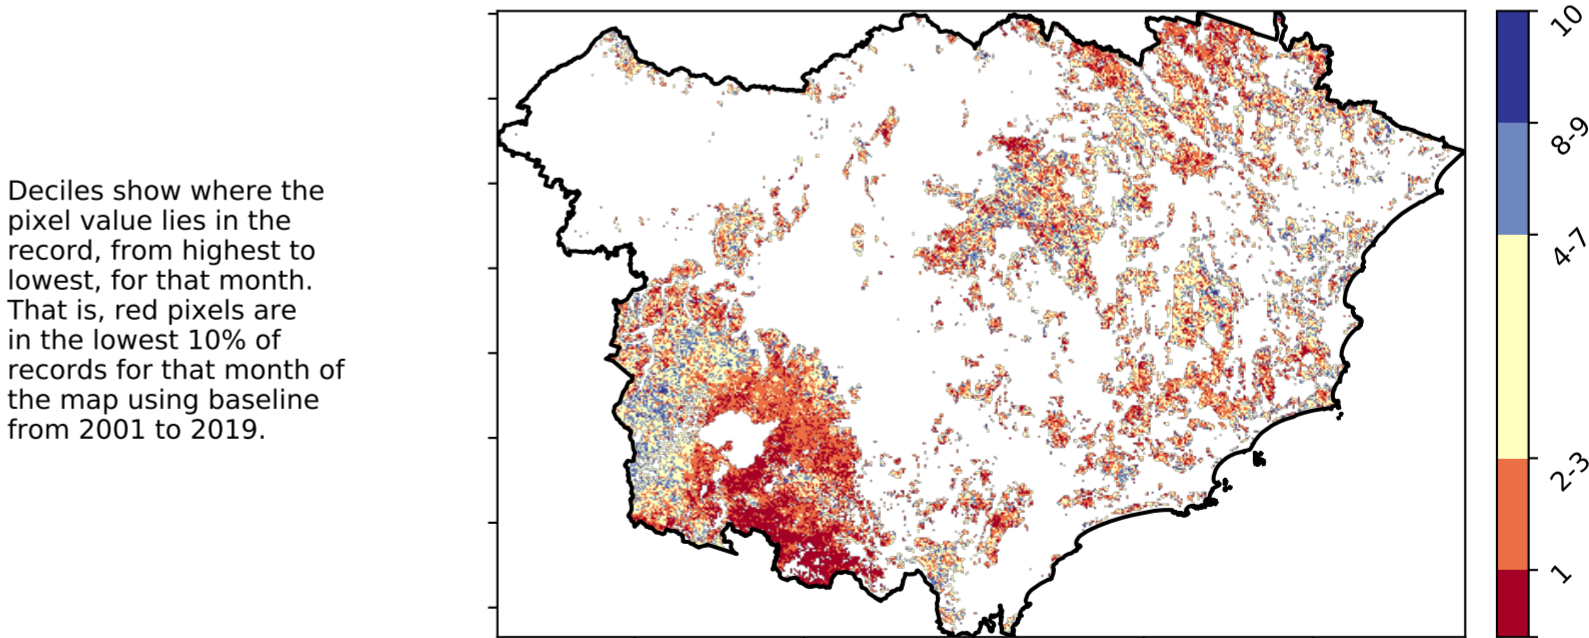 Deciles show where the
pixel value lies in the
record, from highest to
lowest, for that month.
That is, red pixels are
in the lowest 10% of
records for that month of
the map using baseline
from 2001 to 2019.
10
8-9
4-7
2-3
1